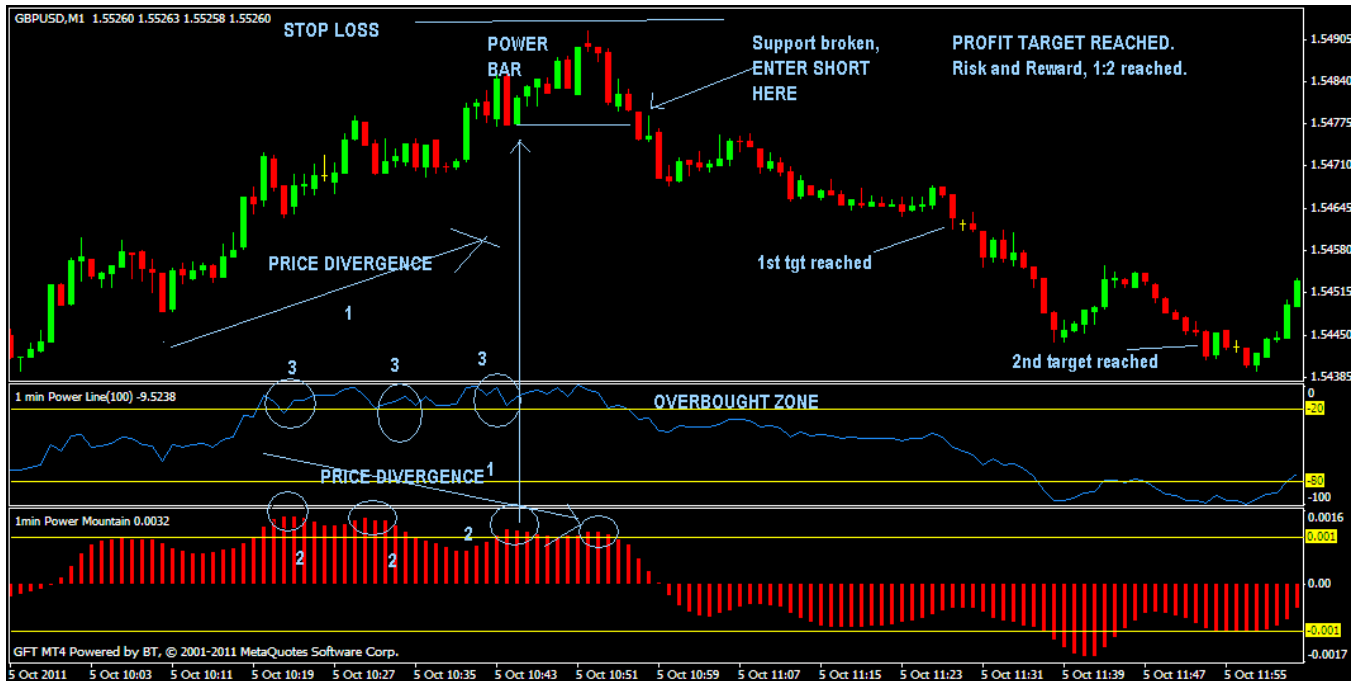 GBPUSD,M1 1.55260 1.55263 1.55258 1.55260
STOP LOSS
POWER
BAR
Support broken,
ENTER SHORT
HERE
PROFIT TARGET REACHED.
Risk and Reward, 1:2 reached.
1.54905
1.54840
1.54775
1.54710
1.54645
1.54580
1.54515
1.54450
1.54385
PRICE DIVERGENCE
1
1st tgt reached
2nd target reached
3
3
3
1 min Power Line(100) -9.5238
OVERBOUGHT ZONE
0
-20
-80
-100
PRICE DIVERGENCE
1
1min Power Mountain 0.0032
2
2
2
0.0016
0.001
0.00
-0.001
-0.0017
GFT MT4 Powered by BT, © 2001-2011 MetaQuotes Software Corp.
5 Oct 2011 5 Oct 10:03 5 Oct 10:11 5 Oct 10:19 5 Oct 10:27 5 Oct 10:35 5 Oct 10:43 5 Oct 10:51 5 Oct 10:59 5 Oct 11:07 5 Oct 11:15 5 Oct 11:23 5 Oct 11:31 5 Oct 11:39 5 Oct 11:47 5 Oct 11:55